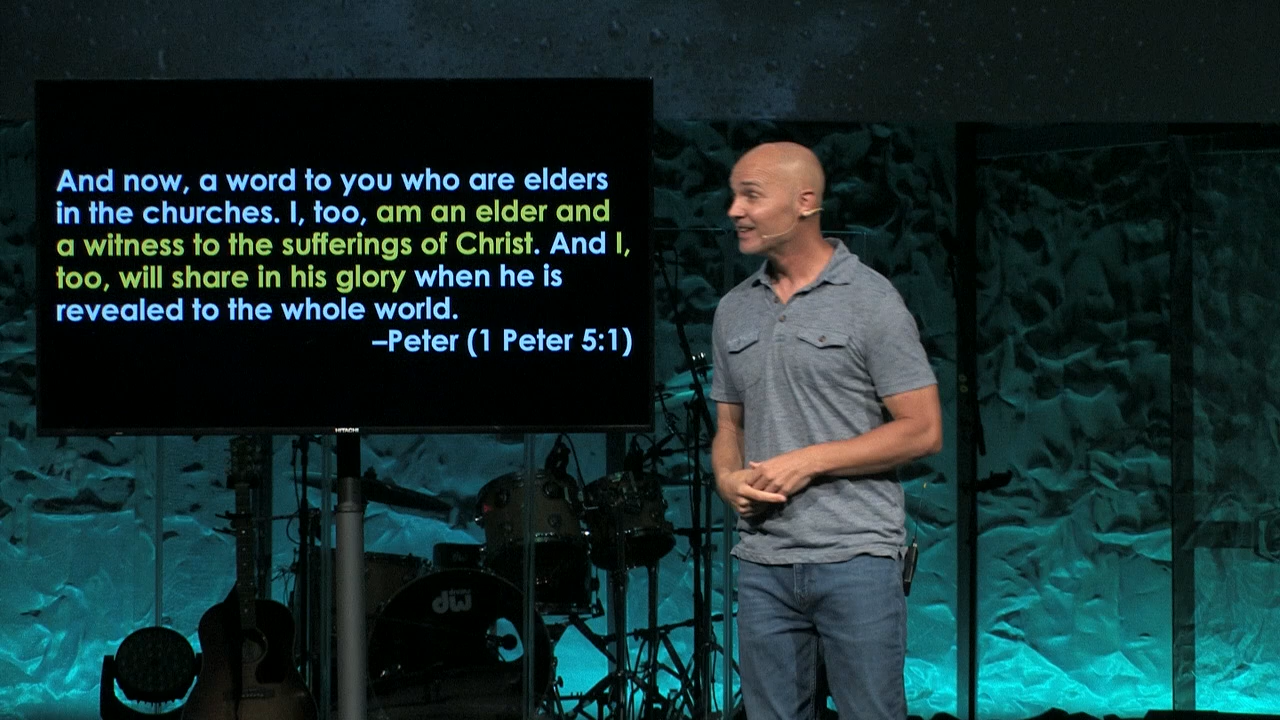 And now, a word to you who are elders
in the churches. I, too, am an elder and
a witness to the sufferings of Christ. And I,
too, will share in his glory when he is
revealed to the whole world.
–Peter (1 Peter 5:1)
HITACHI
dw